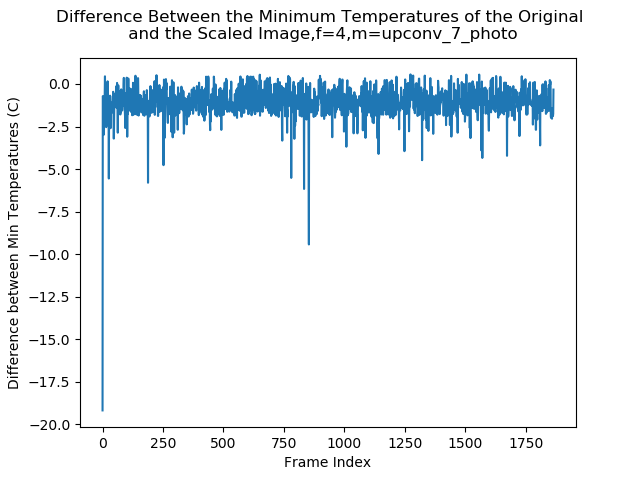 Difference Between the Minimum Temperatures of the Original
and the Scaled Image,f=4,m=upconv_7_photo
Difference between Min Temperatures (C)
0.0
−2.5
−5.0
−7.5
−10.0
−12.5
−15.0
−17.5
−20.0
0 250 500 750 1000 1250 1500 1750
Frame Index